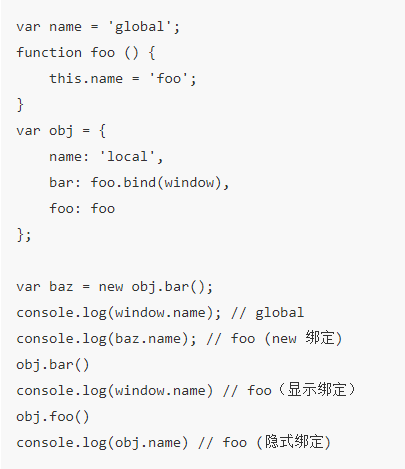 var name = 'global';
function foo () {
    this.name = 'foo';
}
var obj = {
    name: 'local',
    bar: foo.bind(window),
    foo: foo
};

var baz = new obj.bar();
console.log(window.name); // global
console.log(baz.name); // foo (new 绑定)
obj.bar()
console.log(window.name) // foo（显示绑定）
obj.foo()
console.log(obj.name) // foo (隐式绑定)